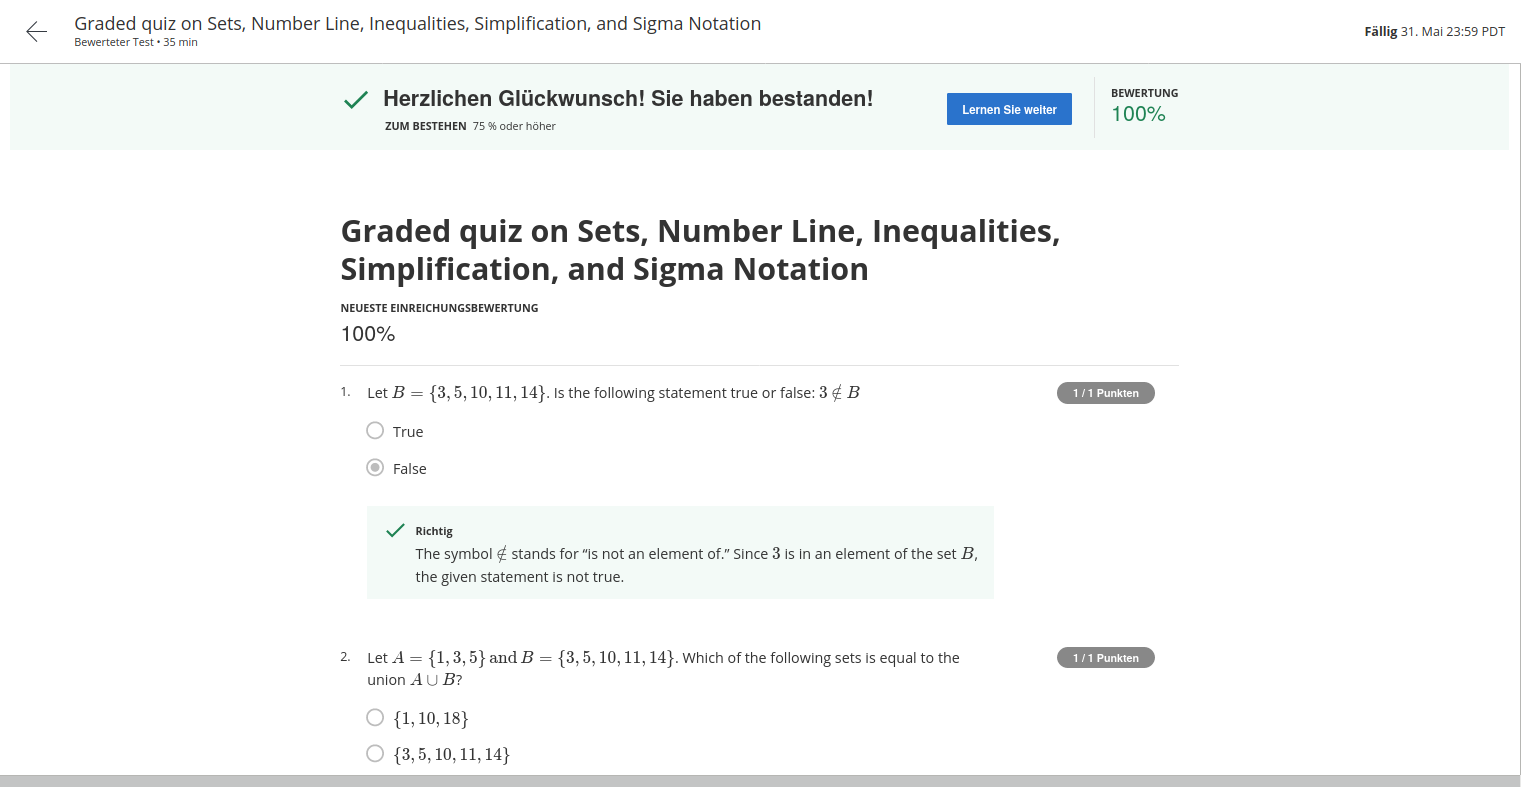 Graded quiz on Sets, Number Line, Inequalities, Simplification, and Sigma Notation
Bewerteter Test • 35 min
Fällig 31. Mai 23:59 PDT
Herzlichen Glückwunsch! Sie haben bestanden!
ZUM BESTEHEN 75 % oder höher
Lernen Sie weiter
BEWERTUNG
100%
Graded quiz on Sets, Number Line, Inequalities,
Simplification, and Sigma Notation
NEUESTE EINREICHUNGSBEWERTUNG
100%
1. Let B = {3, 5, 10, 11, 14}. Is the following statement true or false: 3 ∉ B
1 / 1 Punkten
True
False
Richtig
The symbol ∉ stands for “is not an element of.” Since 3 is in an element of the set B,
the given statement is not true.
2. Let A = {1, 3, 5} and B = {3, 5, 10, 11, 14}. Which of the following sets is equal to the
union A ∪ B?
1 / 1 Punkten
{1, 10, 18}
{3, 5, 10, 11, 14}